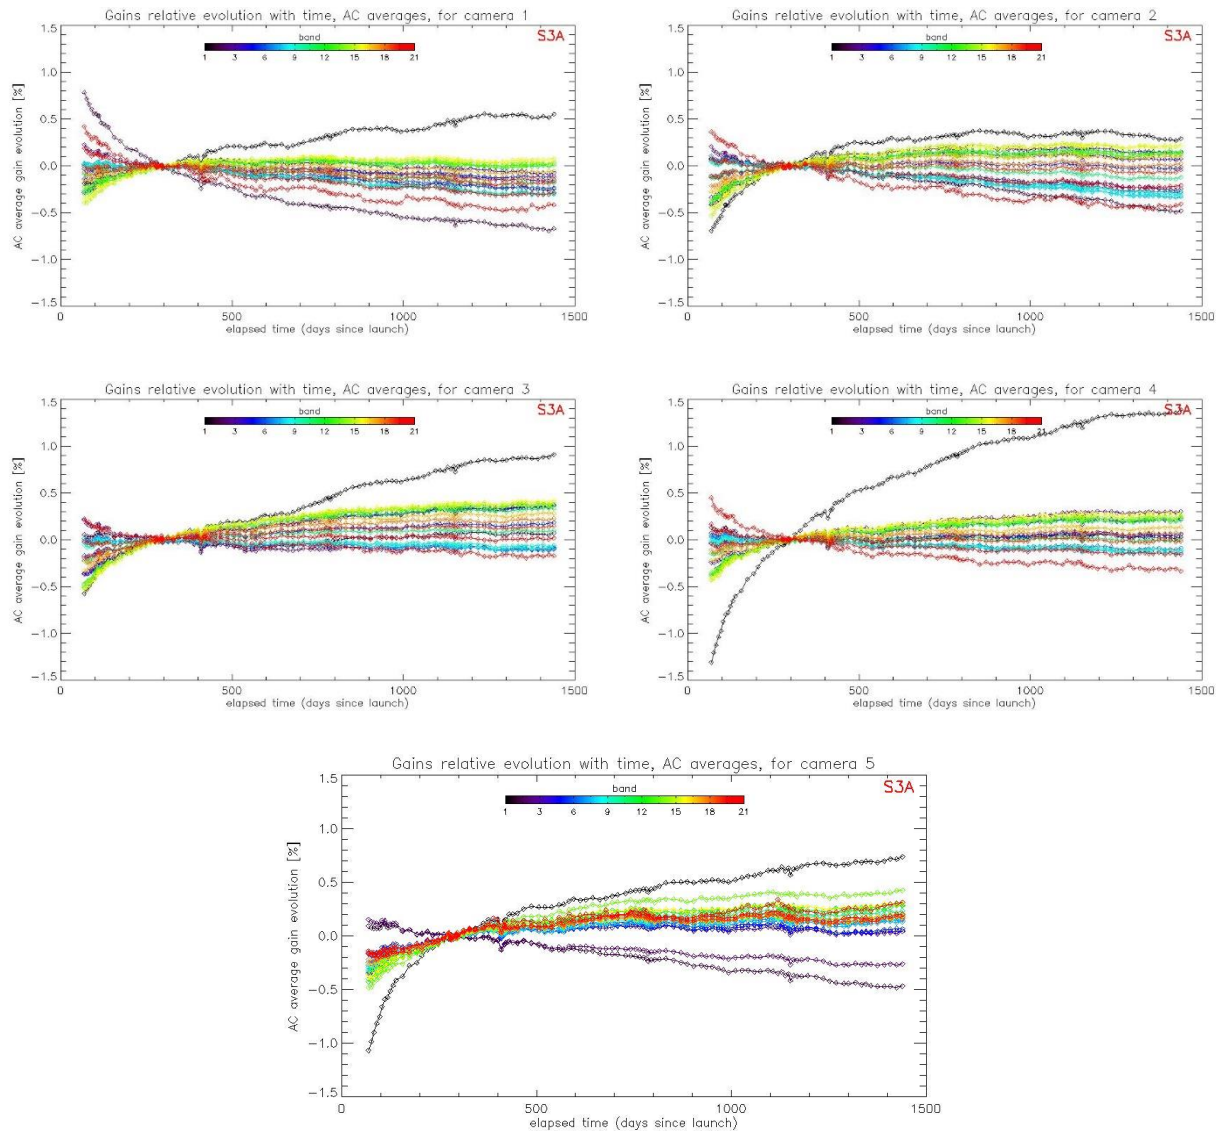 Gains relative evolution with time, AC averages, for camera 1
1.5
S3A
band
1 3 6 9 12 15 18 21
1.0
0.5
0.0
−0.5
−1.0
−1.5
AC average gain evolution [%]
0 500 1000 1500
elapsed time (days since launch)
Gains relative evolution with time, AC averages, for camera 2
1.5
S3A
band
1 3 6 9 12 15 18 21
1.0
0.5
0.0
−0.5
−1.0
−1.5
AC average gain evolution [%]
0 500 1000 1500
elapsed time (days since launch)
Gains relative evolution with time, AC averages, for camera 3
1.5
S3A
band
1 3 6 9 12 15 18 21
1.0
0.5
0.0
−0.5
−1.0
−1.5
AC average gain evolution [%]
0 500 1000 1500
elapsed time (days since launch)
Gains relative evolution with time, AC averages, for camera 4
1.5
S3A
band
1 3 6 9 12 15 18 21
1.0
0.5
0.0
−0.5
−1.0
−1.5
AC average gain evolution [%]
0 500 1000 1500
elapsed time (days since launch)
Gains relative evolution with time, AC averages, for camera 5
1.5
S3A
band
1 3 6 9 12 15 18 21
1.0
0.5
0.0
−0.5
−1.0
−1.5
AC average gain evolution [%]
0 500 1000 1500
elapsed time (days since launch)